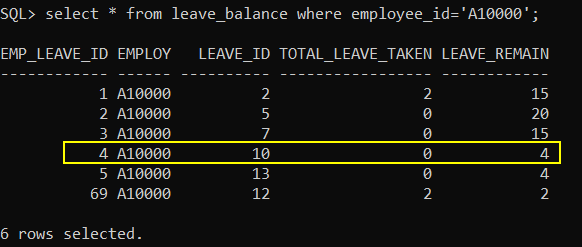 SQL> select * from leave_balance where employee_id='A10000';
EMP_LEAVE_ID EMPLOY   LEAVE_ID TOTAL_LEAVE_TAKEN LEAVE_REMAIN
------------ ------ ---------- ----------------- ------------
           1 A10000          2                 2           15
           2 A10000          5                 0           20
           3 A10000          7                 0           15
           4 A10000         10                 0            4
           5 A10000         13                 0            4
          69 A10000         12                 2            2
6 rows selected.